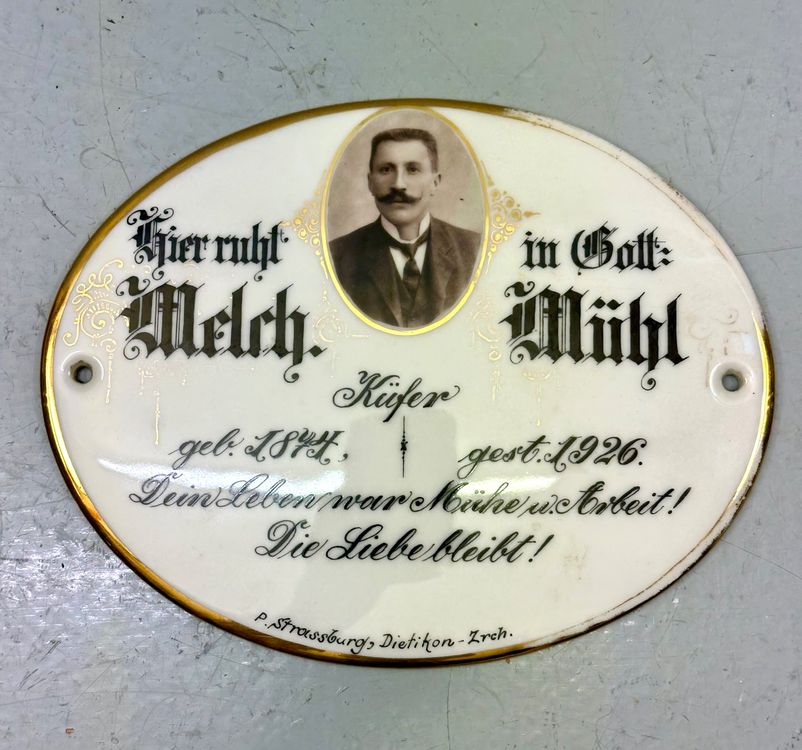 Hier ruht in Gott:
Melch. Mühl
Küfer
geb. 1874, gest. 1926.
Dein Leben war Mühe u. Arbeit!
Die Liebe bleibt!
P. Strassburg, Dietikon - Zrch.